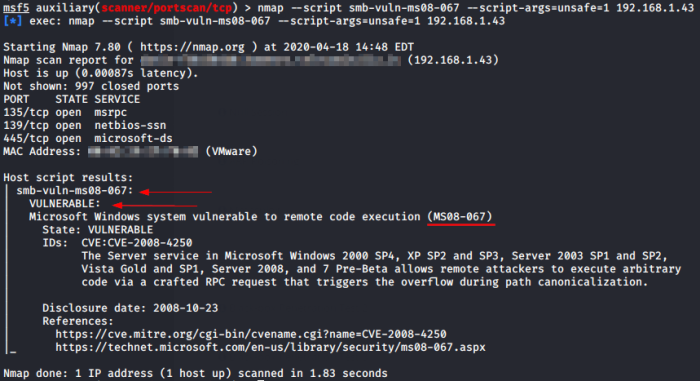 msf5 auxiliary(scanner/portscan/tcp) > nmap --script smb-vuln-ms08-067 --script-args=unsafe=1 192.168.1.43
[*] exec: nmap --script smb-vuln-ms08-067 --script-args=unsafe=1 192.168.1.43
Starting Nmap 7.80 ( https://nmap.org ) at 2020-04-18 14:48 EDT
Nmap scan report for (192.168.1.43)
Host is up (0.00087s latency).
Not shown: 997 closed ports
PORT    STATE SERVICE
135/tcp open  msrpc
139/tcp open  netbios-ssn
445/tcp open  microsoft-ds
MAC Address: (VMware)
Host script results:
| smb-vuln-ms08-067:
|   VULNERABLE:
|   Microsoft Windows system vulnerable to remote code execution (MS08-067)
|     State: VULNERABLE
|     IDs:  CVE:CVE-2008-4250
|           The Server service in Microsoft Windows 2000 SP4, XP SP2 and SP3, Server 2003 SP1 and SP2,
|           Vista Gold and SP1, Server 2008, and 7 Pre-Beta allows remote attackers to execute arbitrary
|           code via a crafted RPC request that triggers the overflow during path canonicalization.
|
|     Disclosure date: 2008-10-23
|     References:
|       https://cve.mitre.org/cgi-bin/cvename.cgi?name=CVE-2008-4250
|_      https://technet.microsoft.com/en-us/library/security/ms08-067.aspx
Nmap done: 1 IP address (1 host up) scanned in 1.83 seconds